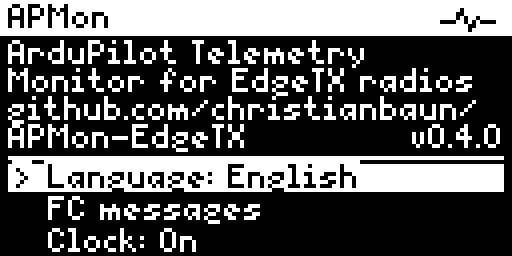 APMon
ArduPilot Telemetry
Monitor for EdgeTX radios
github.com/christianbaun/
APMon-EdgeTX v0.4.0
> Language: English
FC messages
Clock: On